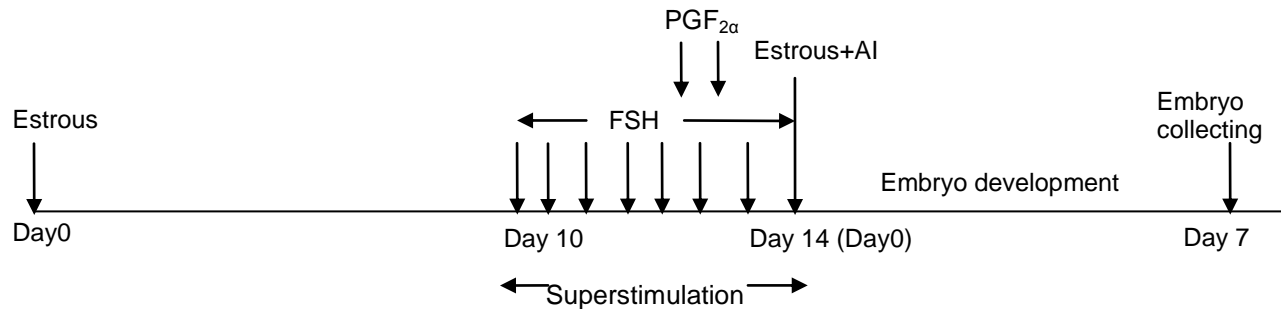 PGF2α
Estrous+AI
Estrous
FSH
Embryo
collecting
Embryo development
Day0
Day 10
Day 14 (Day0)
Day 7
Superstimulation